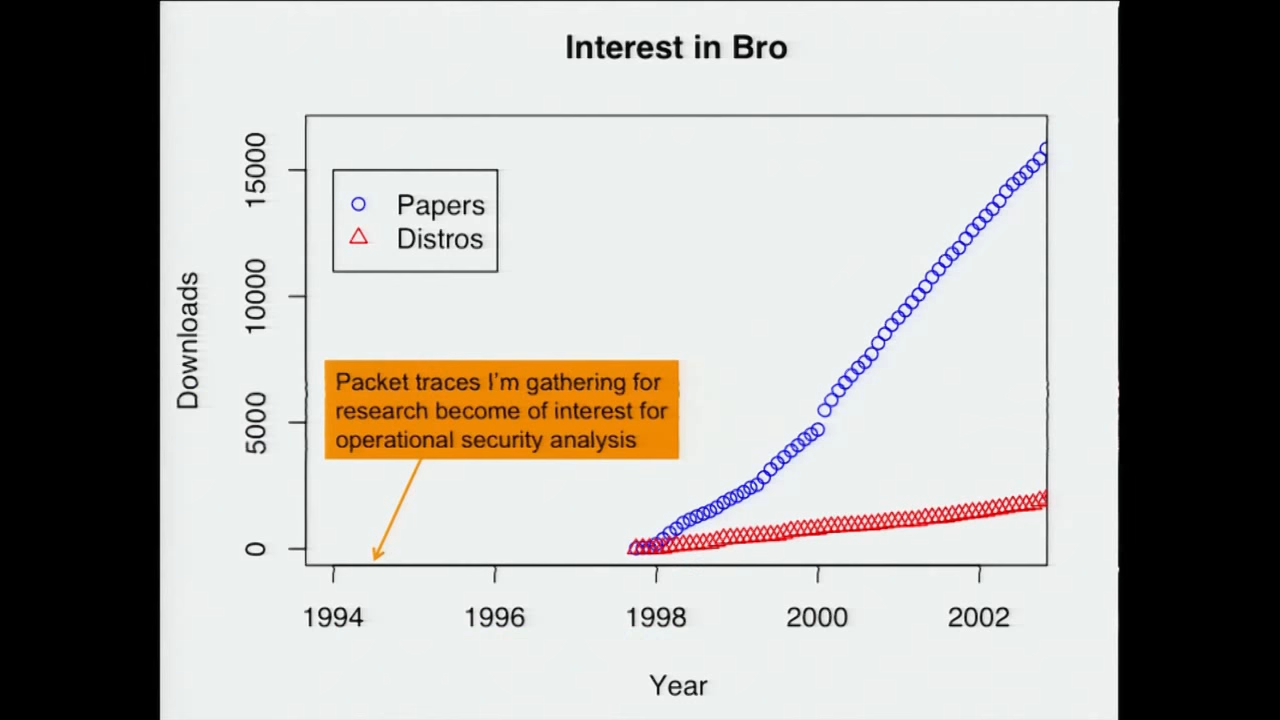 Interest in Bro
15000
10000
5000
0
Downloads
Papers
Distros
Packet traces I'm gathering for
research become of interest for
operational security analysis
1994
1996
1998
2000
2002
Year